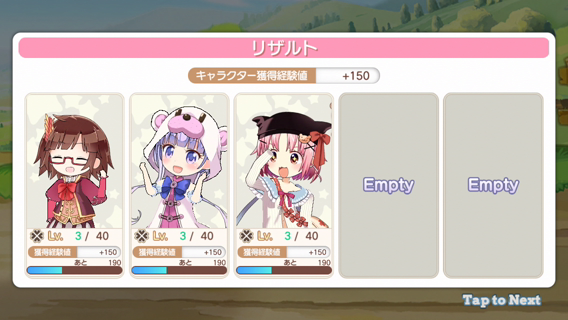 リザルト
キャラクター獲得経験値 +150
Lv. 3 / 40
獲得経験値 +150
あと 190
Lv. 3 / 40
獲得経験値 +150
あと 190
Lv. 3 / 40
獲得経験値 +150
あと 190
Empty
Empty
Tap to Next